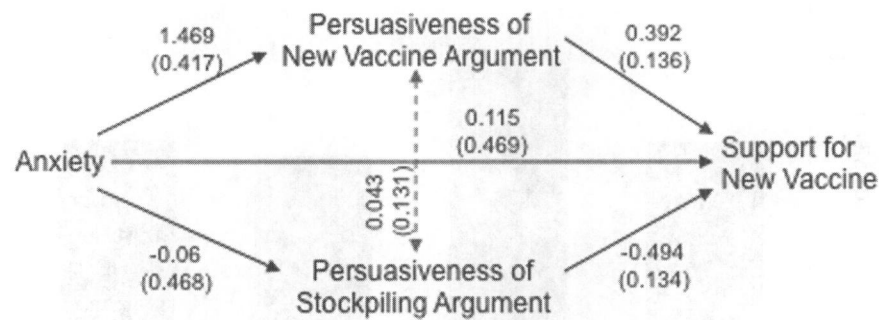 Persuasiveness of
New Vaccine Argument
1.469
(0.417)
0.392
(0.136)
0.115
(0.469)
Anxiety
Support for
New Vaccine
0.043
(0.131)
-0.06
(0.468)
Persuasiveness of
Stockpiling Argument
-0.494
(0.134)